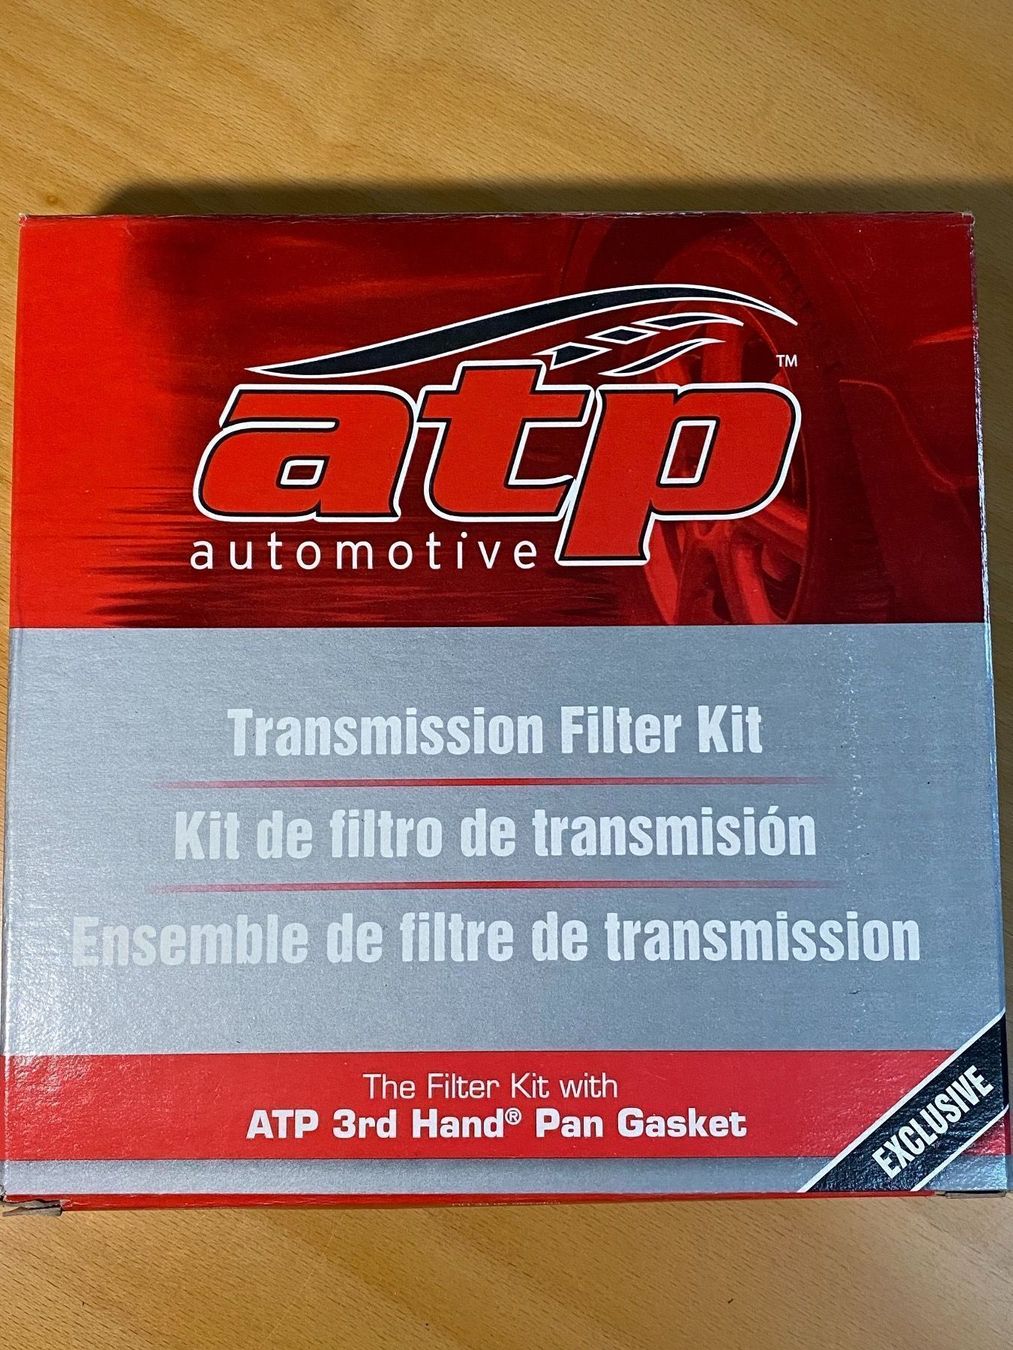 atp™
automotive
Transmission Filter Kit
Kit de filtro de transmisión
Ensemble de filtre de transmission
The Filter Kit with
ATP 3rd Hand® Pan Gasket
EXCLUSIVE